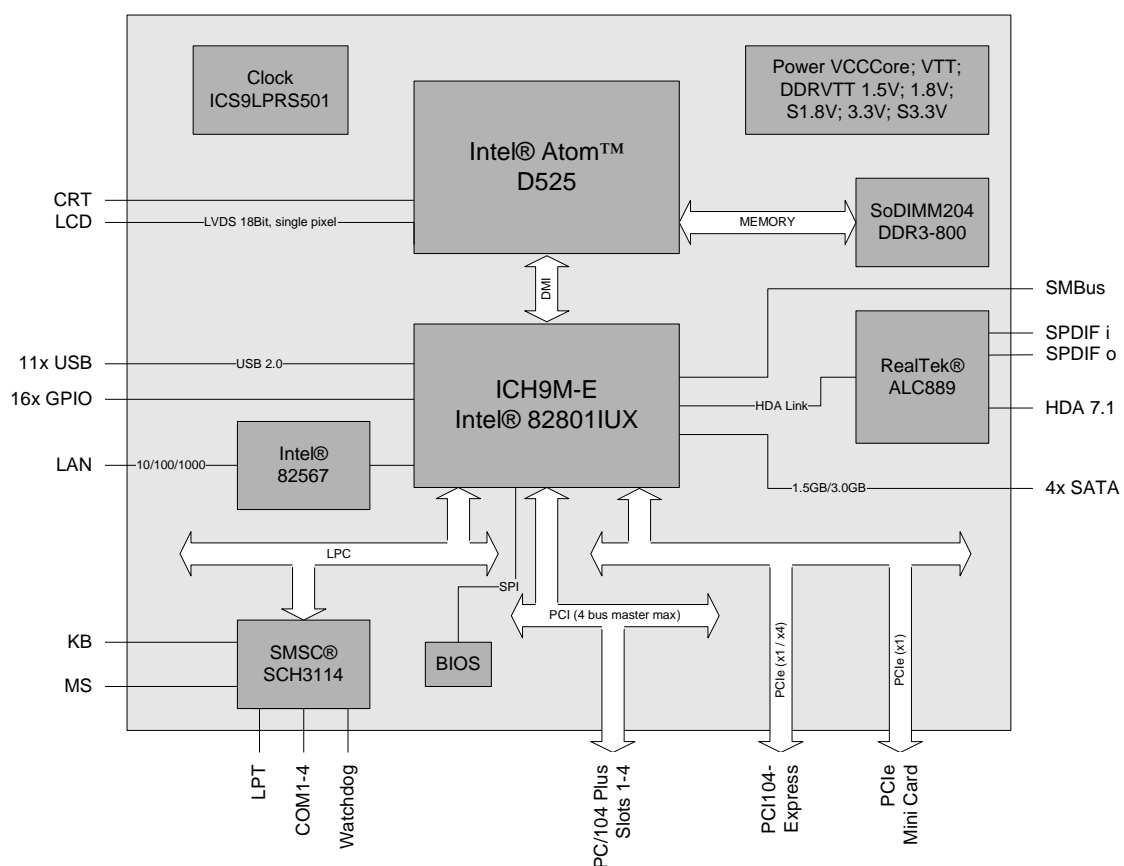 Clock
ICS9LPRS501
Intel® Atom™
D525
Power VCCCore; VTT;
DDRVTT 1.5V; 1.8V;
S1.8V; 3.3V; S3.3V
CRT
LCD
LVDS 18Bit, single pixel
MEMORY
SoDIMM204
DDR3-800
DMI
SMBus
11x USB
USB 2.0
16x GPIO
ICH9M-E
Intel® 82801IUX
HDA Link
RealTek®
ALC889
SPDIF i
SPDIF o
HDA 7.1
LAN
10/100/1000
Intel®
82567
1.5GB/3.0GB
4x SATA
LPC
SPI
PCI (4 bus master max)
KB
MS
SMSC®
SCH3114
BIOS
PCIe (x1 / x4)
PCIe (x1)
LPT
COM1-4
Watchdog
PC/104 Plus
Slots 1-4
PCI104-
Express
PCIe
Mini Card